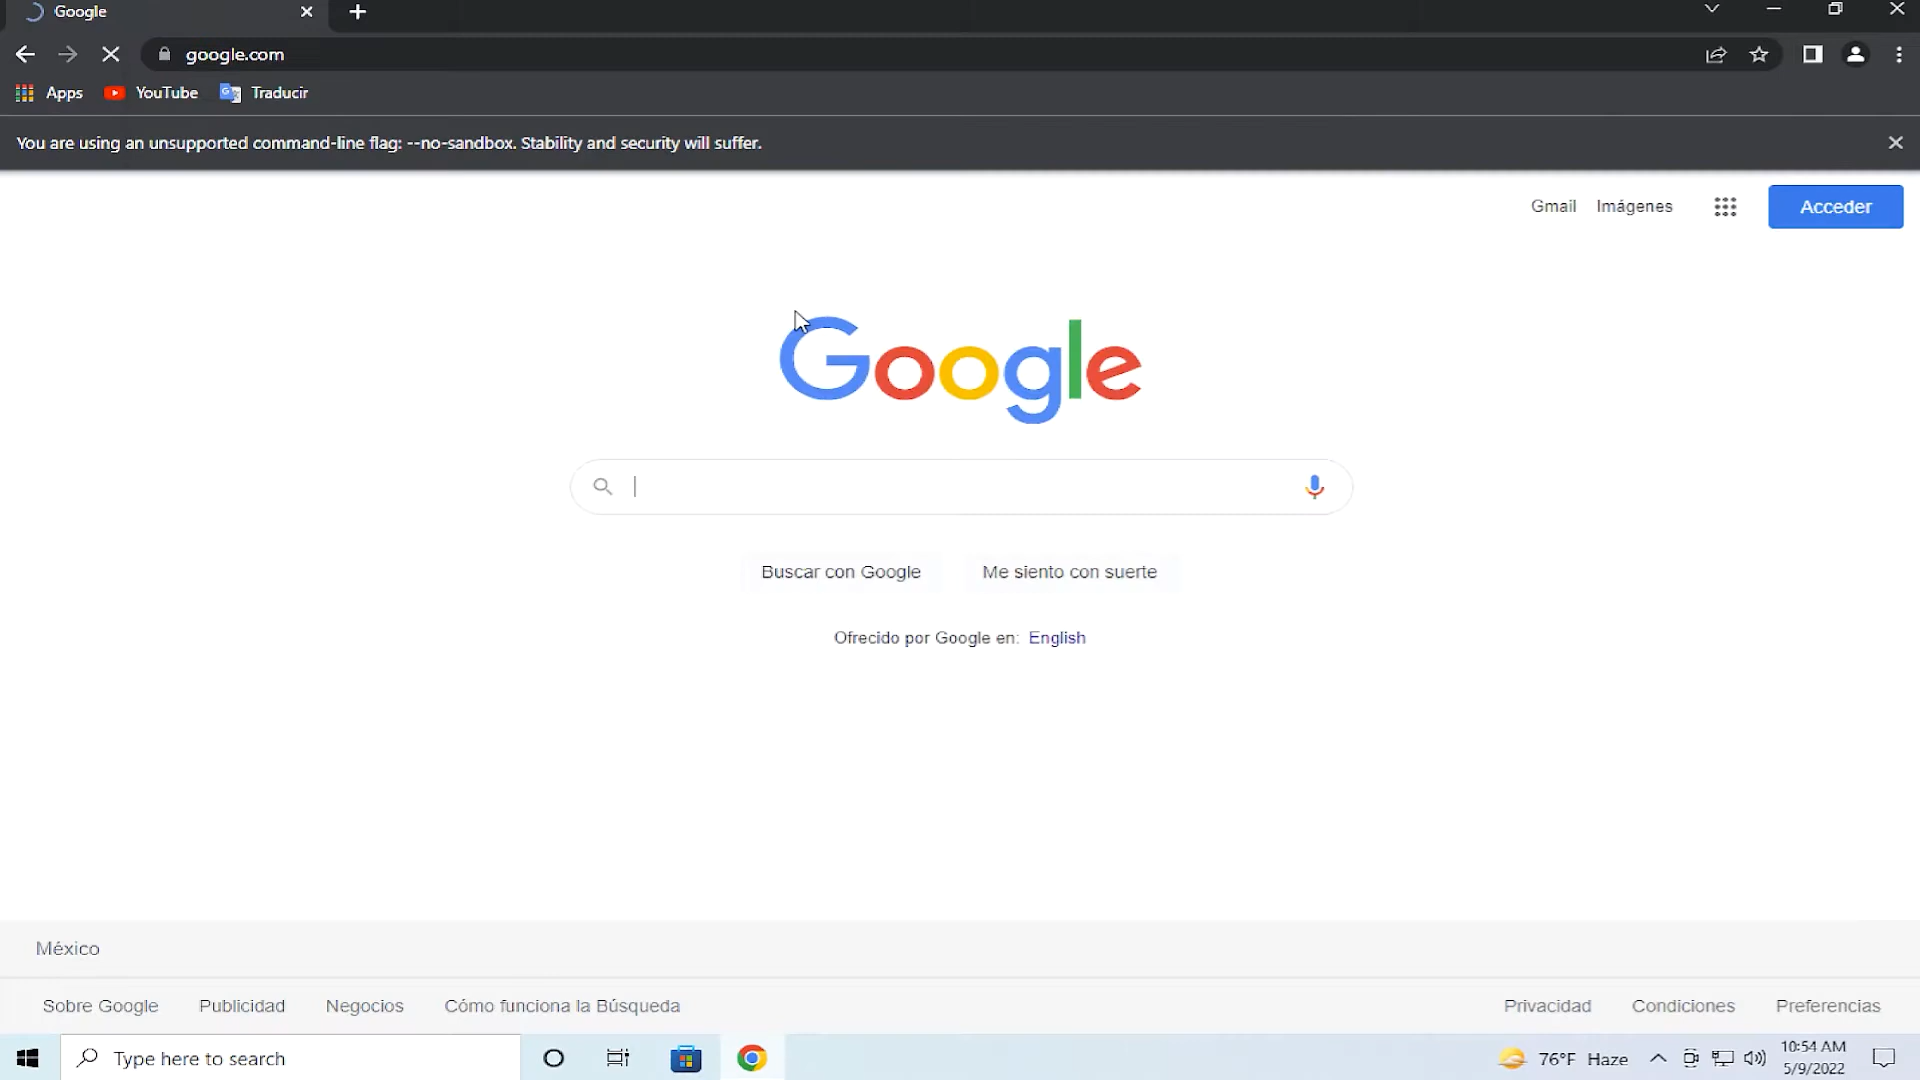 Google
google.com
Apps YouTube Traducir
You are using an unsupported command-line flag: --no-sandbox. Stability and security will suffer.
Gmail Imágenes Acceder
Google
Buscar con Google Me siento con suerte
Ofrecido por Google en: English
México
Sobre Google Publicidad Negocios Cómo funciona la Búsqueda Privacidad Condiciones Preferencias
Type here to search 76°F Haze 10:54 AM
5/9/2022